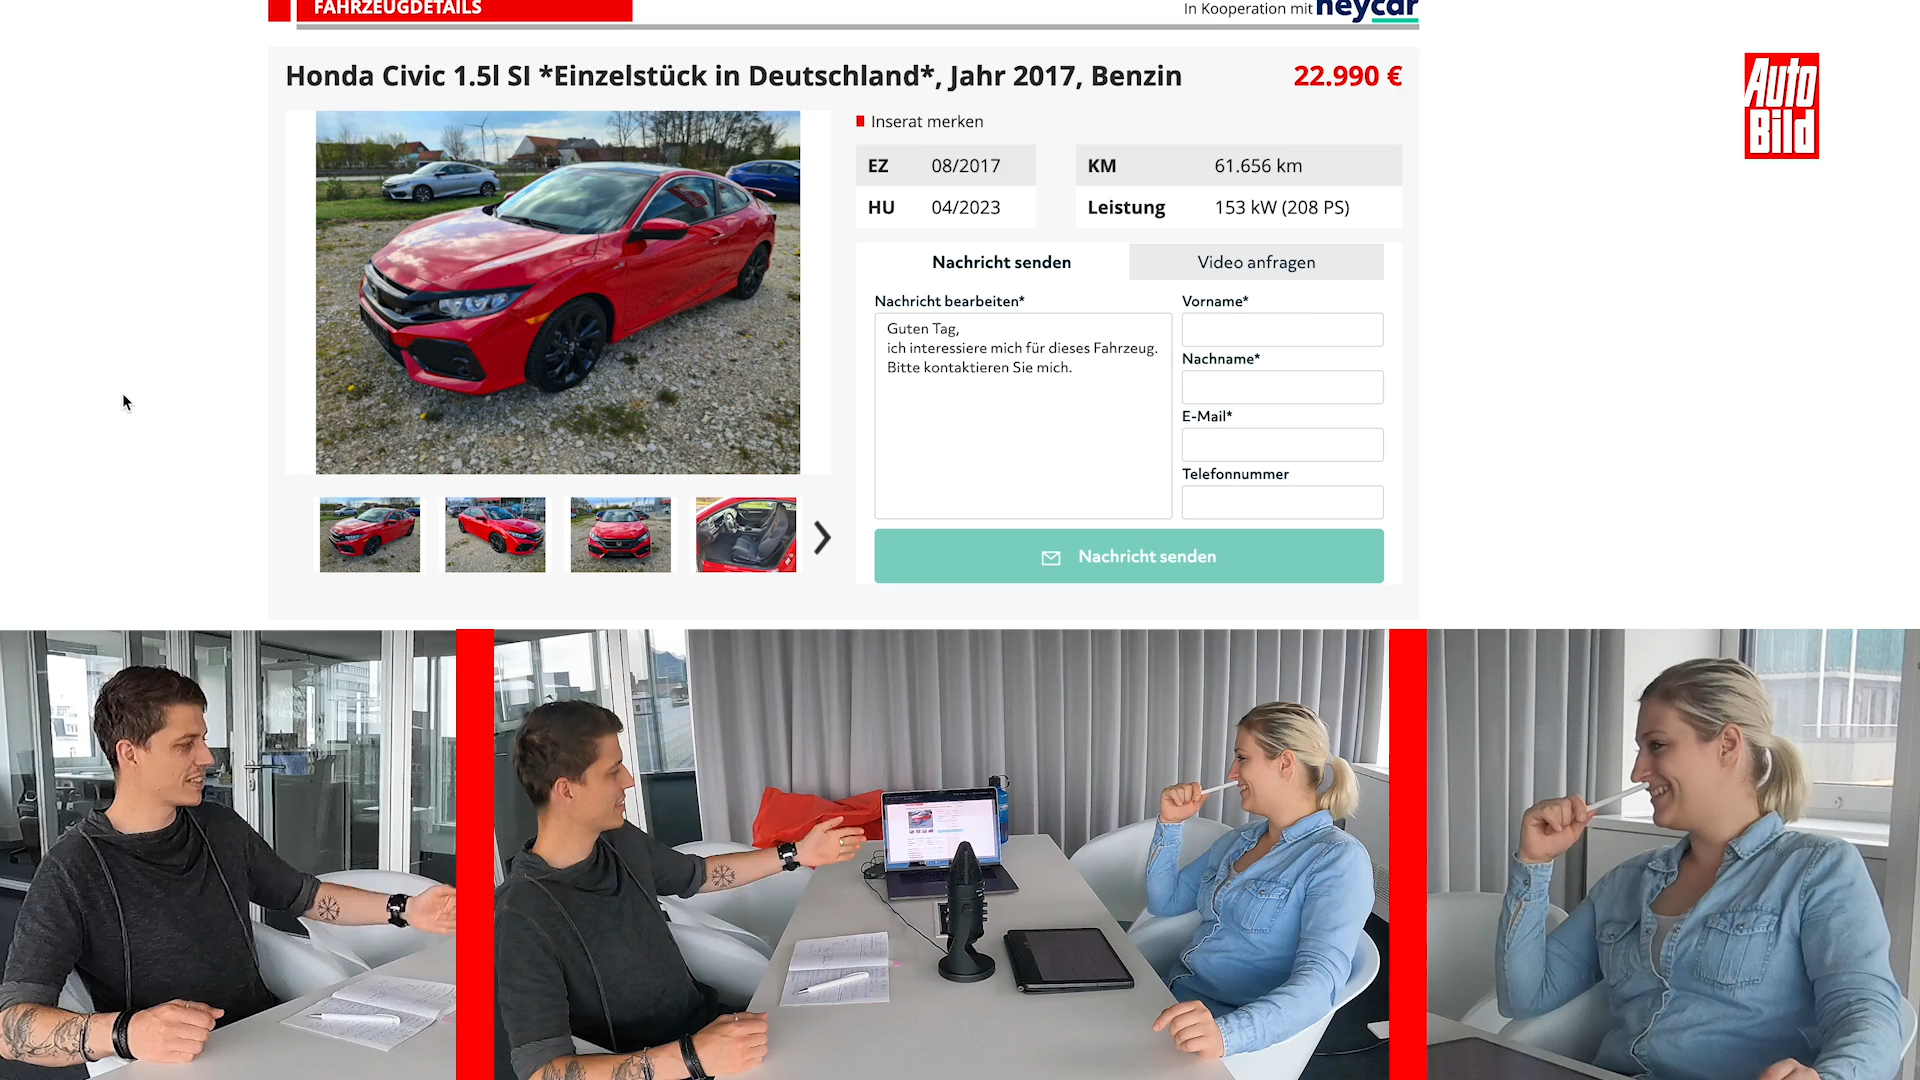 FAHRZEUGDETAILS
In Kooperation mit heycar
Honda Civic 1.5l SI *Einzelstück in Deutschland*, Jahr 2017, Benzin
22.990 €
Auto
Bild
Inserat merken
EZ 08/2017
KM 61.656 km
HU 04/2023
Leistung 153 kW (208 PS)
Nachricht senden
Video anfragen
Nachricht bearbeiten*
Guten Tag,
ich interessiere mich für dieses Fahrzeug.
Bitte kontaktieren Sie mich.
Vorname*
Nachname*
E-Mail*
Telefonnummer
Nachricht senden